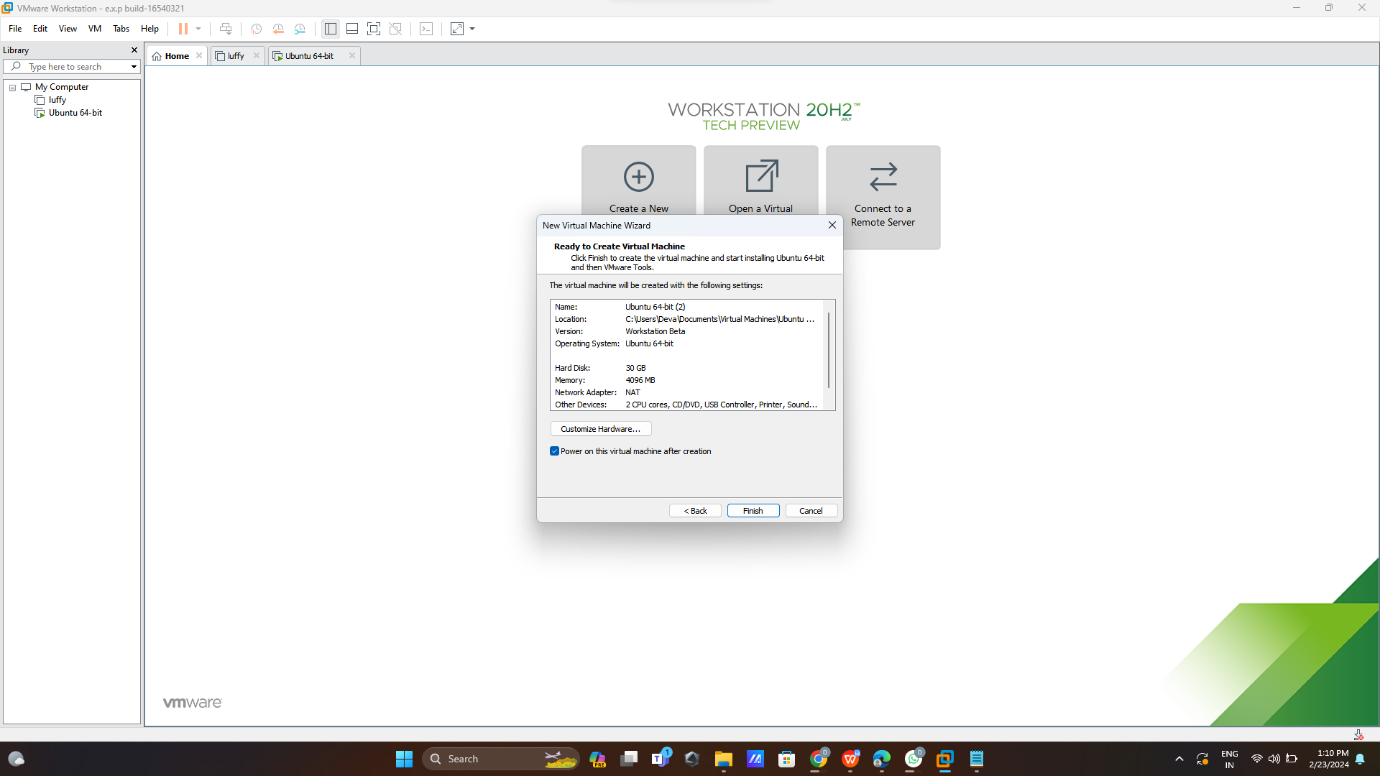 VMware Workstation - e.x.p build-16540321
File Edit View VM Tabs Help
Library
Type here to search
My Computer
luffy
Ubuntu 64-bit
Home luffy Ubuntu 64-bit
WORKSTATION 20H2™
JULY
TECH PREVIEW
Create a New
Open a Virtual
Connect to a
Remote Server
New Virtual Machine Wizard
Ready to Create Virtual Machine
Click Finish to create the virtual machine and start installing Ubuntu 64-bit
and then VMware Tools.
The virtual machine will be created with the following settings:
Name: Ubuntu 64-bit (2)
Location: C:\Users\Deva\Documents\Virtual Machines\Ubuntu ...
Version: Workstation Beta
Operating System: Ubuntu 64-bit
Hard Disk: 30 GB
Memory: 4096 MB
Network Adapter: NAT
Other Devices: 2 CPU cores, CD/DVD, USB Controller, Printer, Sound...
Customize Hardware...
Power on this virtual machine after creation
< Back Finish Cancel
vmware
Search
ENG
IN
1:10 PM
2/23/2024